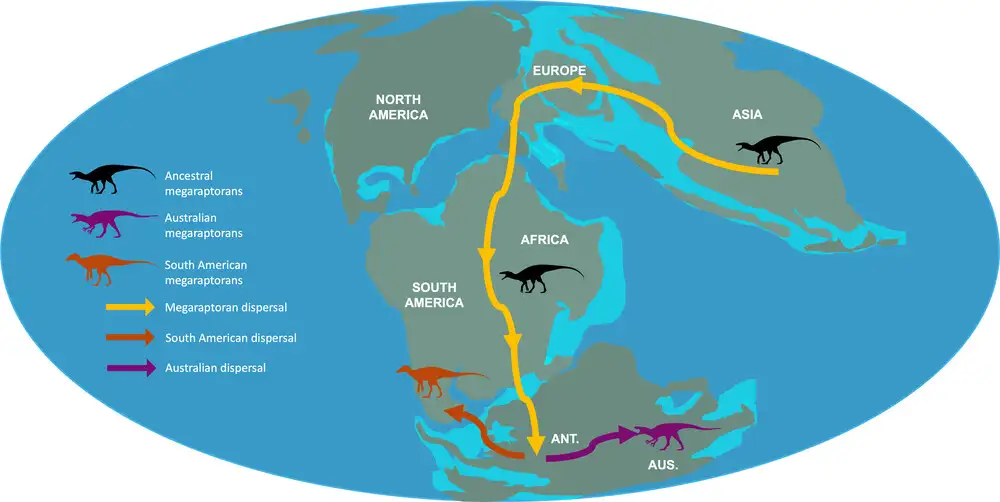 EUROPE
NORTH
AMERICA
ASIA
AFRICA
SOUTH
AMERICA
ANT.
AUS.
Ancestral
megaraptorans
Australian
megaraptorans
South American
megaraptorans
Megaraptoran dispersal
South American dispersal
Australian dispersal